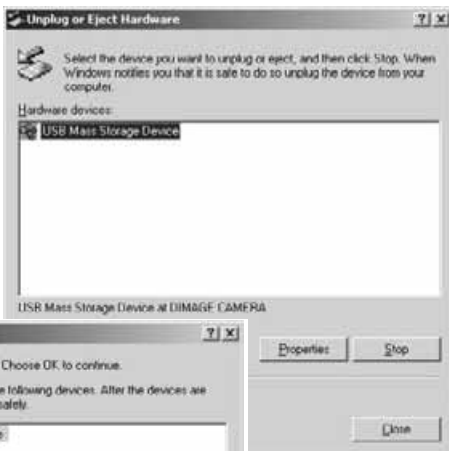 Unplug or Eject Hardware
Select the device you want to unplug or eject, and then click Stop. When
Windows notifies you that it is safe to do so unplug the device from your
computer.
Hardware devices:
USB Mass Storage Device
USB Mass Storage Device at DIMAGE CAMERA
Properties
Stop
Choose OK to continue.
following devices. After the devices are
safely.
Close